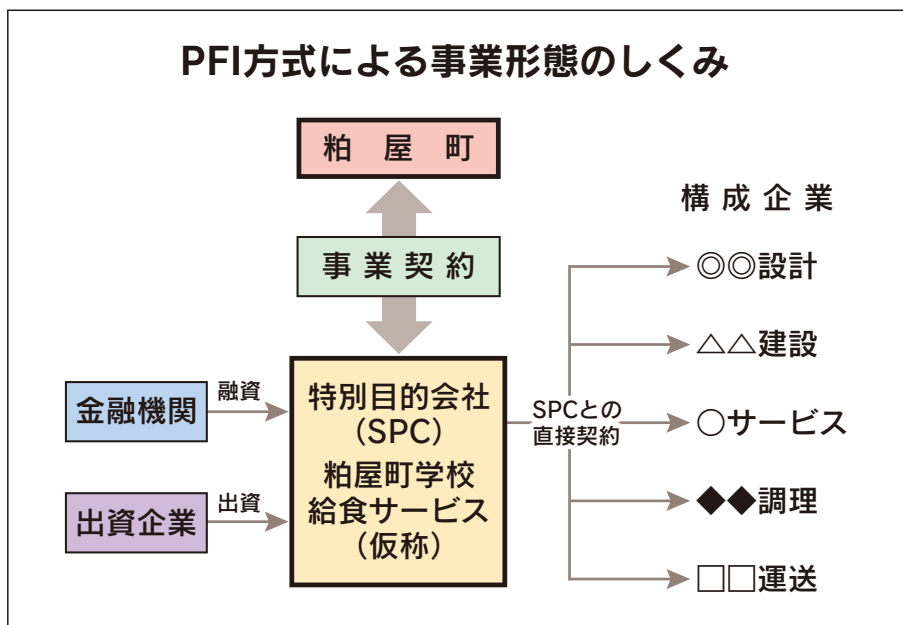 PFI方式による事業形態のしくみ
粕屋町
事業契約
金融機関
融資
出資企業
出資
特別目的会社
（SPC）
粕屋町学校
給食サービス
（仮称）
SPCとの
直接契約
構成企業
◎◎設計
△△建設
○サービス
◆◆調理
□□運送